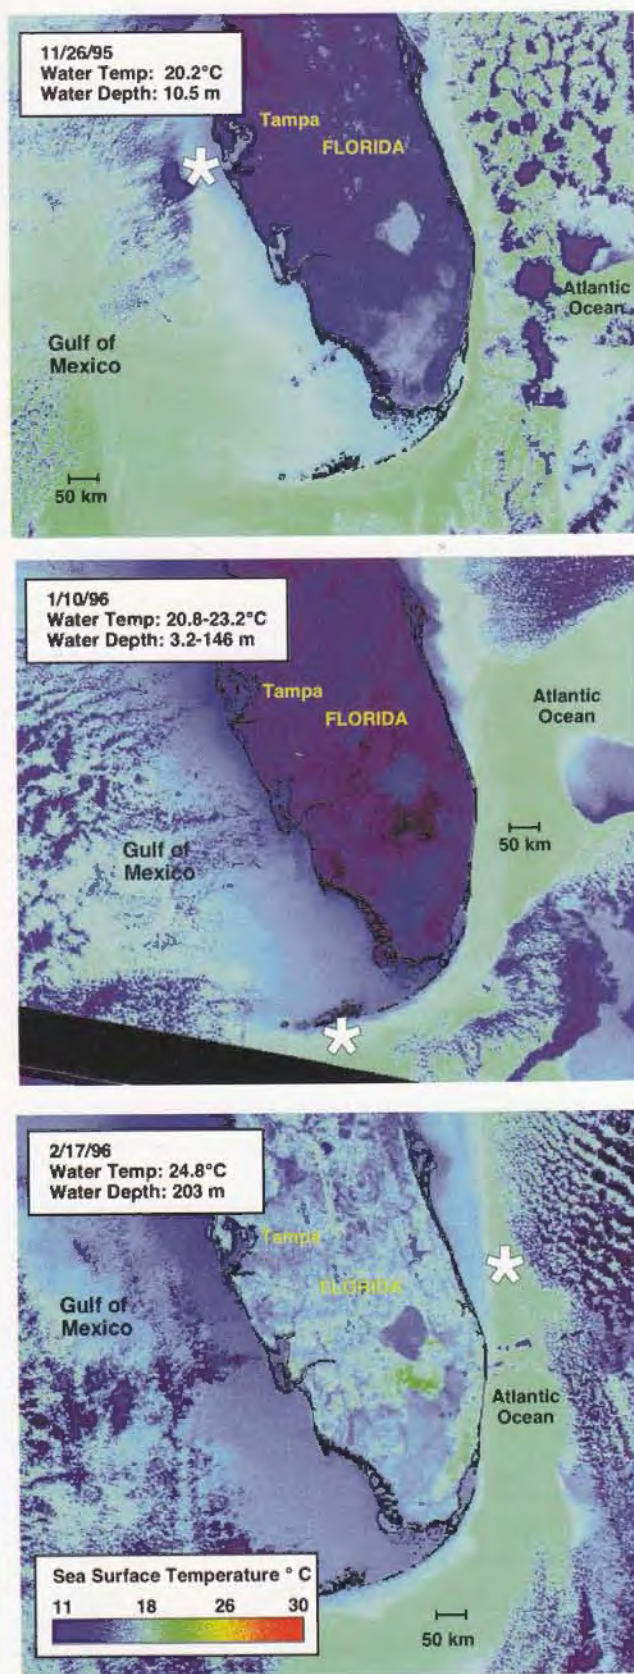 11/26/95
Water Temp: 20.2°C
Water Depth: 10.5 m
Tampa
FLORIDA
Atlantic
Ocean
Gulf of
Mexico
50 km
1/10/96
Water Temp: 20.8-23.2°C
Water Depth: 3.2-146 m
Tampa
FLORIDA
Atlantic
Ocean
50 km
Gulf of
Mexico
2/17/96
Water Temp: 24.8°C
Water Depth: 203 m
Tampa
FLORIDA
Gulf of
Mexico
Atlantic
Ocean
Sea Surface Temperature ° C
11 18 26 30
50 km